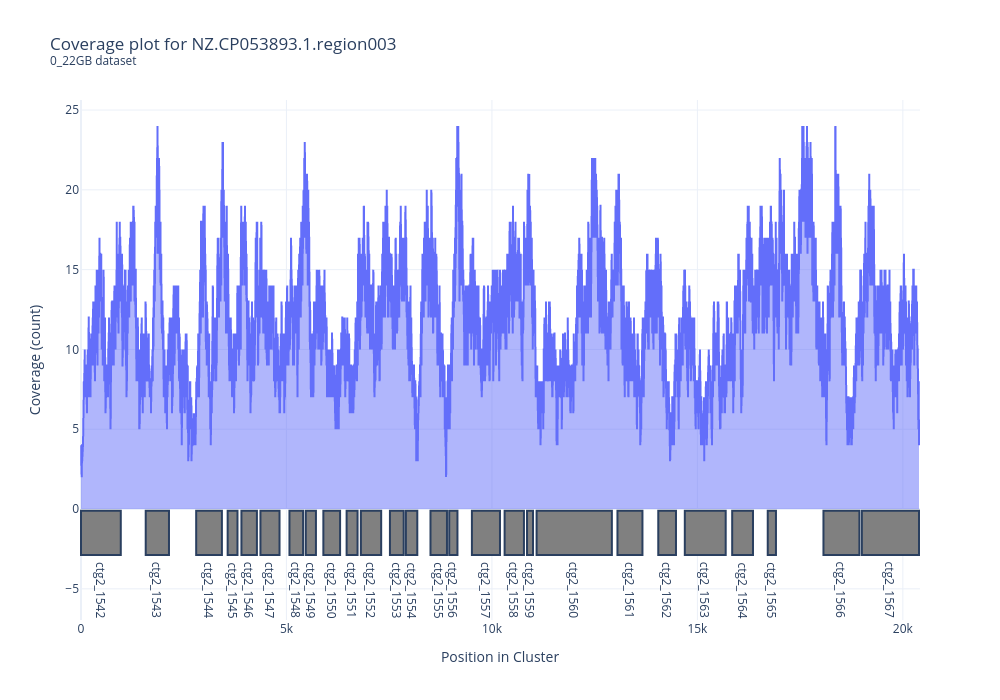 Coverage plot for NZ.CP053893.1.region003
0_22GB dataset
25
20
15
10
5
0
−5
Coverage (count)
ctg2_1542
ctg2_1543
ctg2_1544
ctg2_1545
ctg2_1546
ctg2_1547
ctg2_1548
ctg2_1549
ctg2_1550
ctg2_1551
ctg2_1552
ctg2_1553
ctg2_1554
ctg2_1555
ctg2_1556
ctg2_1557
ctg2_1558
ctg2_1559
ctg2_1560
ctg2_1561
ctg2_1562
ctg2_1563
ctg2_1564
ctg2_1565
ctg2_1566
ctg2_1567
0 5k 10k 15k 20k
Position in Cluster